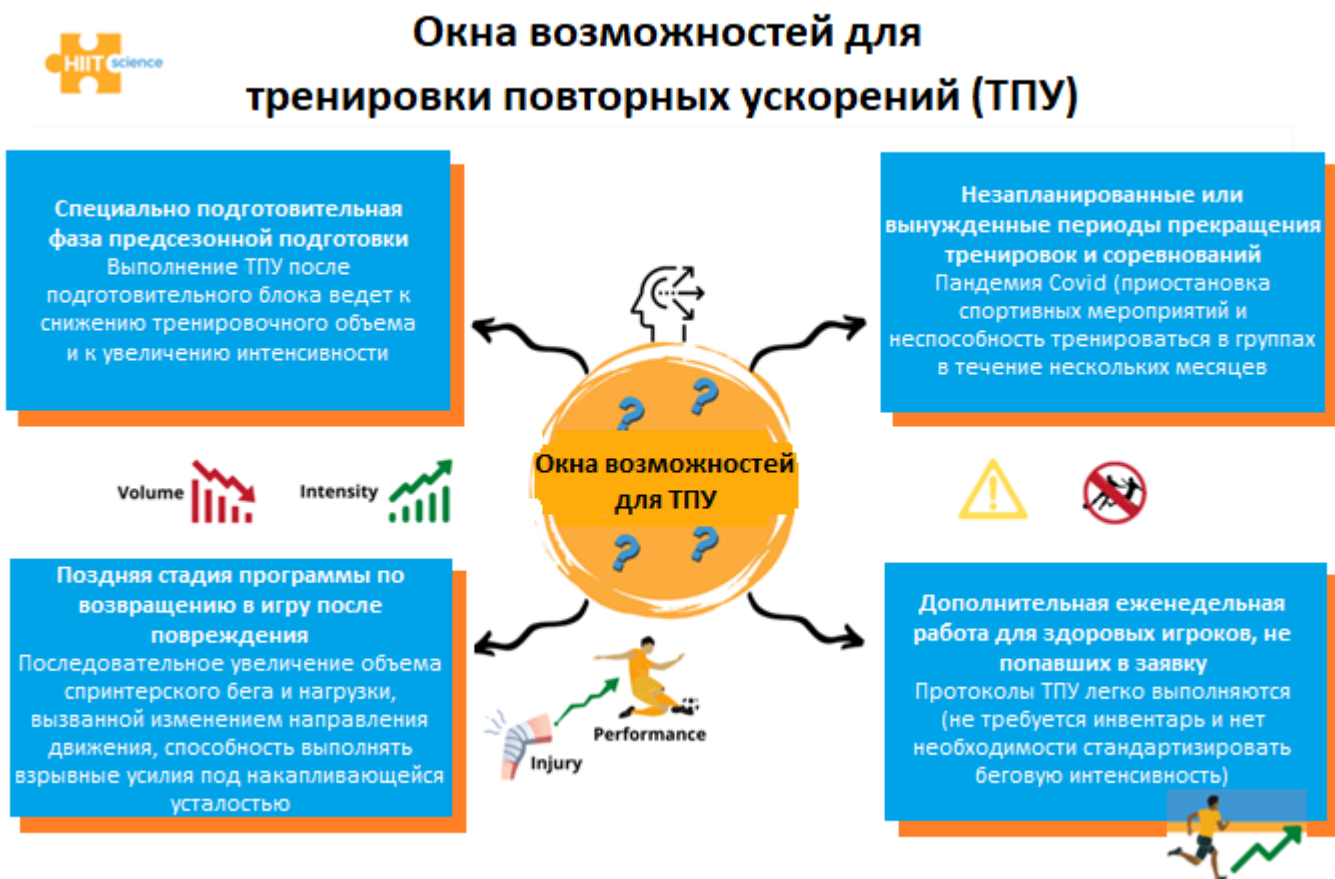 HIIT science
Окна возможностей для
тренировки повторных ускорений (ТПУ)
Специально подготовительная
фаза предсезонной подготовки
Выполнение ТПУ после
подготовительного блока ведет к
снижению тренировочного объема
и к увеличению интенсивности
Незапланированные или
вынужденные периоды прекращения
тренировок и соревнований
Пандемия Covid (приостановка
спортивных мероприятий и
неспособность тренироваться в группах
в течение нескольких месяцев
Volume
Intensity
? ?
Окна возможностей
для ТПУ
? ?
Поздняя стадия программы по
возвращению в игру после
повреждения
Последовательное увеличение объема
спринтерского бега и нагрузки,
вызванной изменением направления
движения, способность выполнять
взрывные усилия под накапливающейся
усталостью
Injury
Performance
Дополнительная еженедельная
работа для здоровых игроков, не
попавших в заявку
Протоколы ТПУ легко выполняются
(не требуется инвентарь и нет
необходимости стандартизировать
беговую интенсивность)